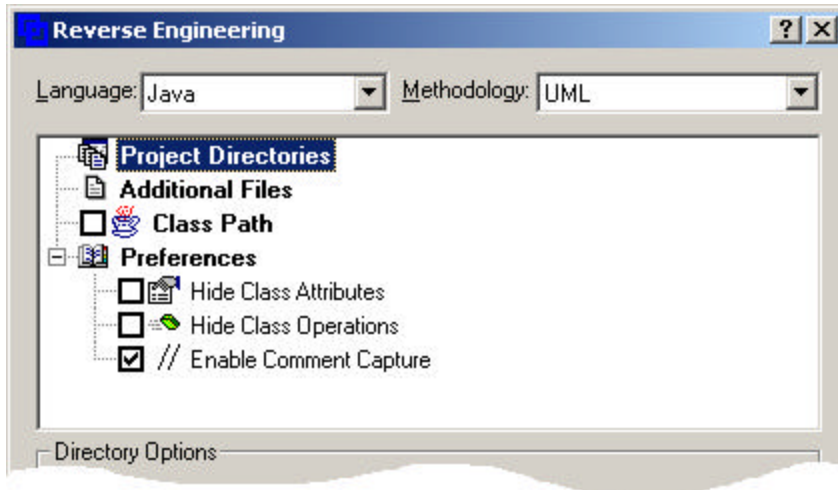 Reverse Engineering
Language: Java Methodology: UML
Project Directories
Additional Files
Class Path
Preferences
Hide Class Attributes
Hide Class Operations
// Enable Comment Capture
Directory Options